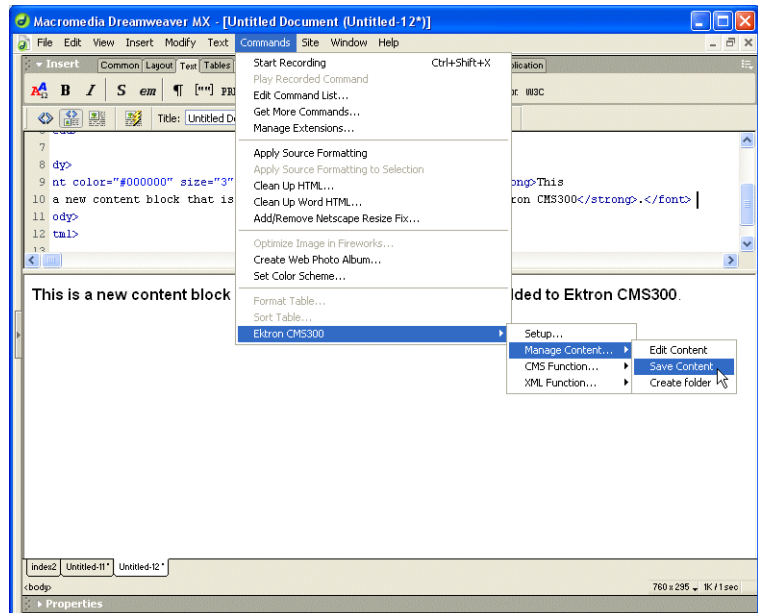 Macromedia Dreamweaver MX - [Untitled Document (Untitled-12*)]
File Edit View Insert Modify Text Commands Site Window Help
Insert Common Layout Text Tables
B I S em ¶ [""] W3C
Title: Untitled D
7
8 dy>
9 nt color="#000000" size="3" ong>This
10 a new content block that is ron CMS300</strong>.</font>
11 ody>
12 tml>
13
Start Recording Ctrl+Shift+X
Play Recorded Command
Edit Command List...
Get More Commands...
Manage Extensions...
Apply Source Formatting
Apply Source Formatting to Selection
Clean Up HTML...
Clean Up Word HTML...
Add/Remove Netscape Resize Fix...
Optimize Image in Fireworks...
Create Web Photo Album...
Set Color Scheme...
Format Table...
Sort Table...
Ektron CMS300
Setup...
Manage Content...
CMS Function...
XML Function...
Edit Content
Save Content
Create folder
This is a new content block dded to Ektron CMS300.
index2 Untitled-11* Untitled-12*
<body> 760 x 295 1K / 1 sec
Properties